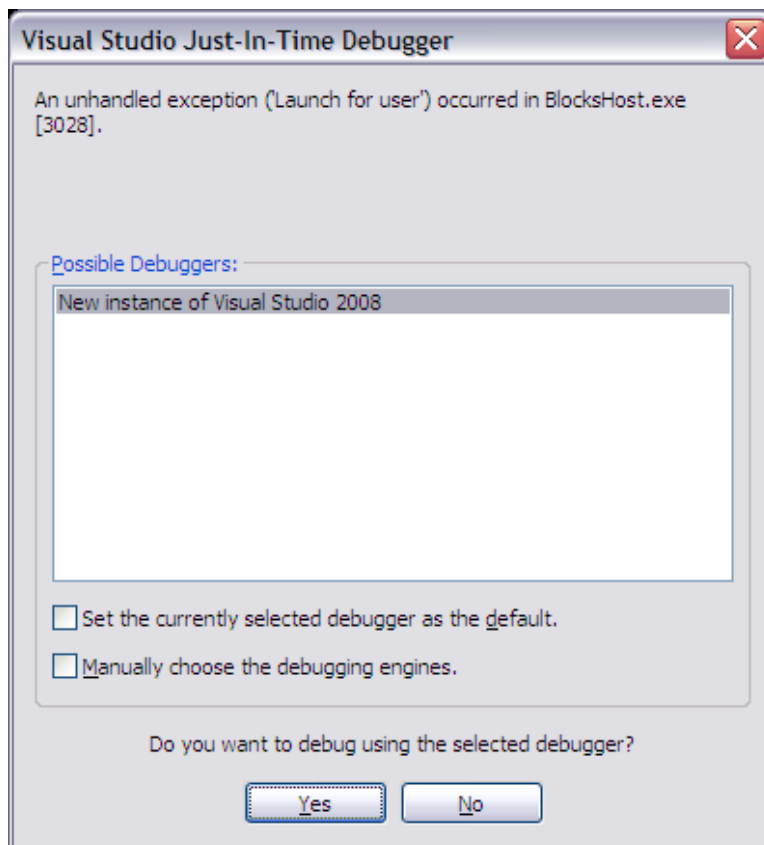 Visual Studio Just-In-Time Debugger
An unhandled exception ('Launch for user') occurred in BlocksHost.exe
[3028].
Possible Debuggers:
New instance of Visual Studio 2008
Set the currently selected debugger as the default.
Manually choose the debugging engines.
Do you want to debug using the selected debugger?
Yes
No